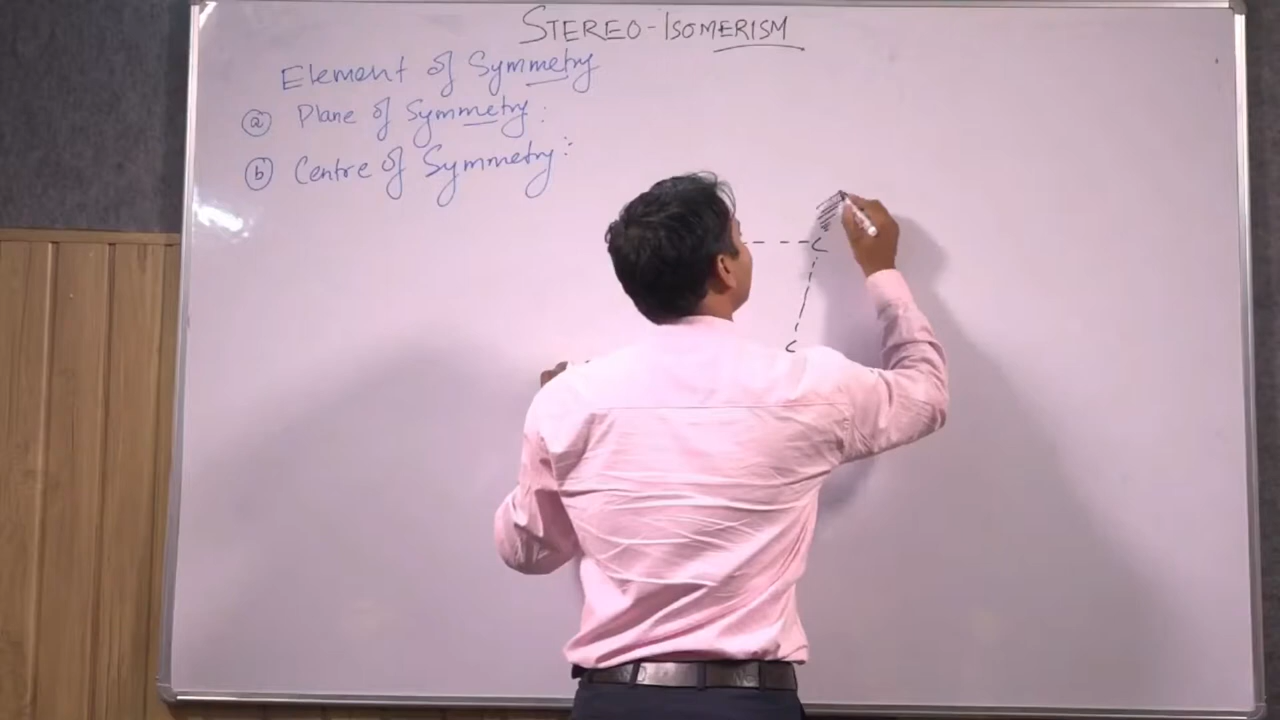 STEREO-ISOMERISM
Element of Symmetry
(a) Plane of Symmetry:
(b) Centre of Symmetry:
C
C